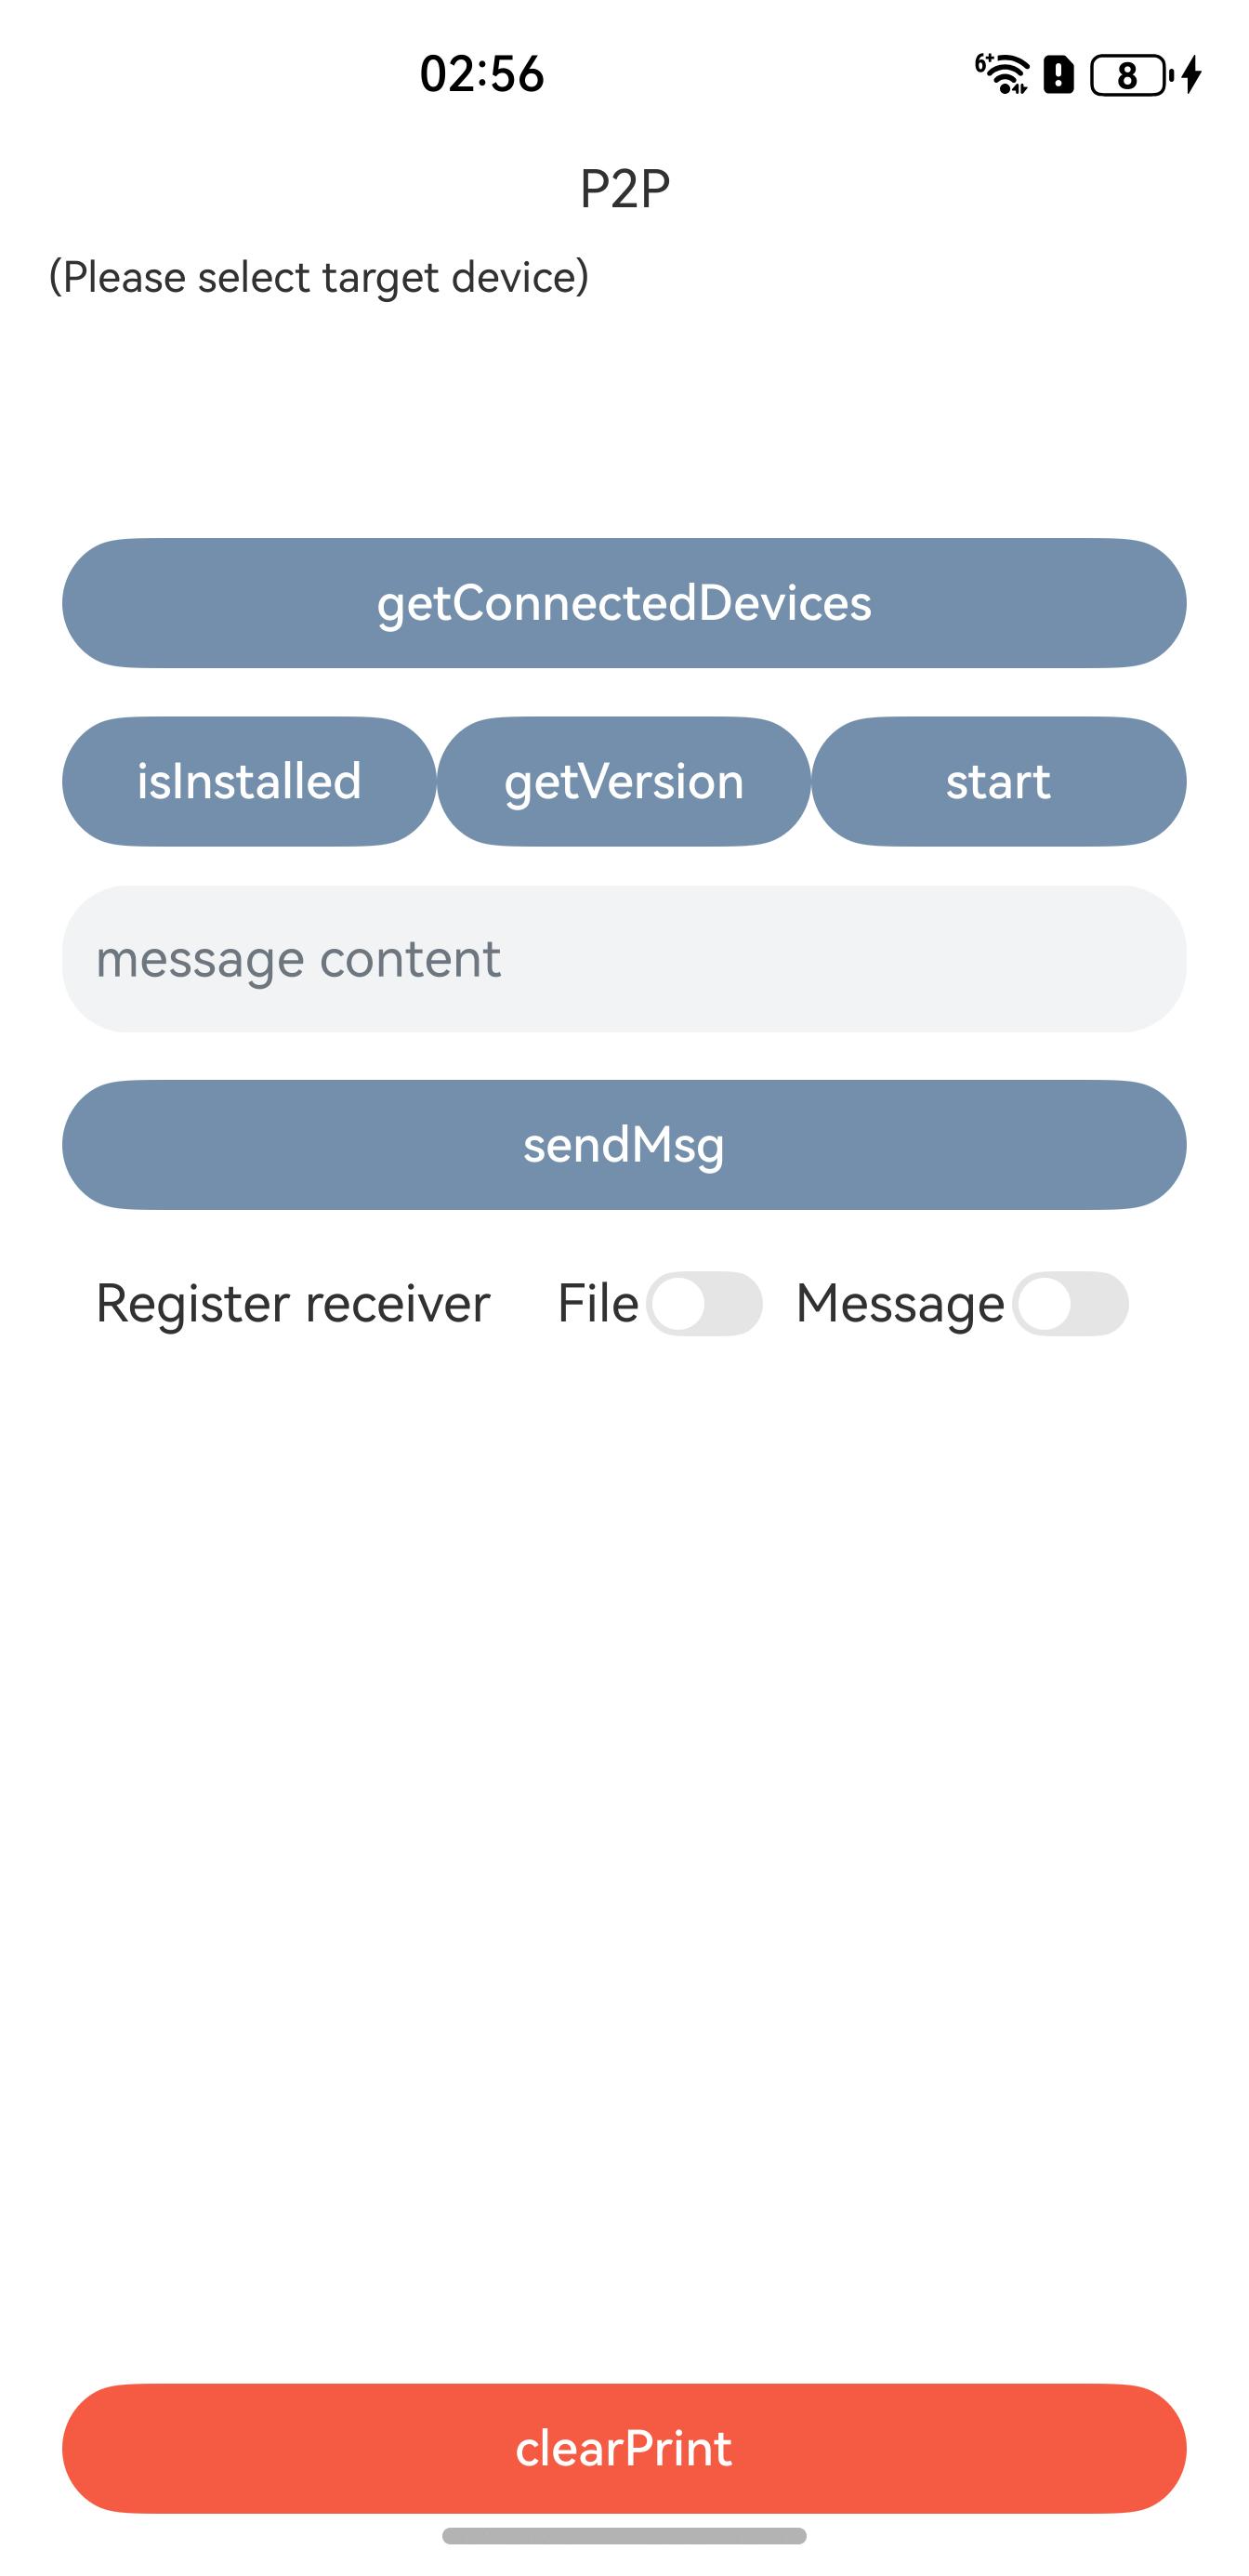 02:56
6+
8
P2P
(Please select target device)
getConnectedDevices
isInstalled getVersion start
message content
sendMsg
Register receiver File Message
clearPrint